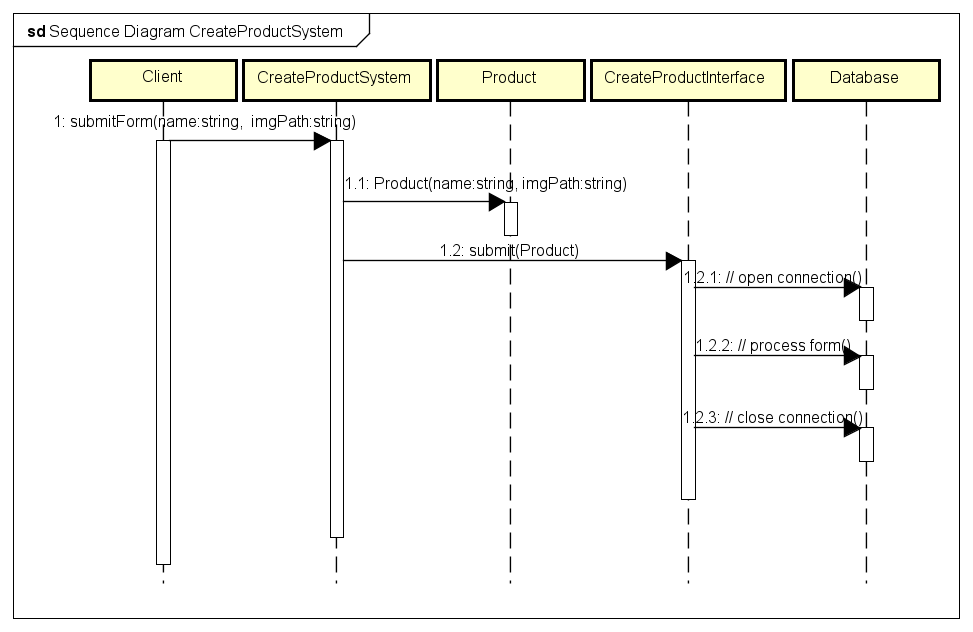 sd Sequence Diagram CreateProductSystem
Client
CreateProductSystem
Product
CreateProductInterface
Database
1: submitForm(name:string, imgPath:string)
1.1: Product(name:string, imgPath:string)
1.2: submit(Product)
1.2.1: // open connection()
1.2.2: // process form()
1.2.3: // close connection()